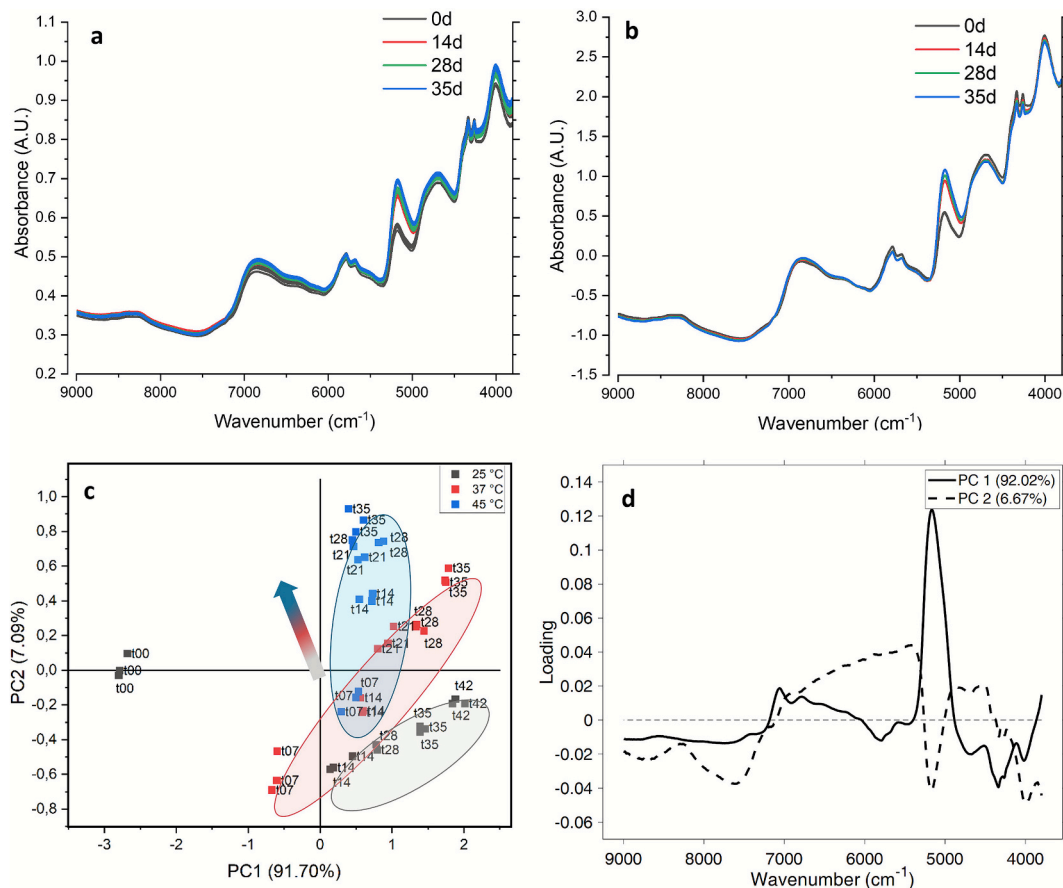 a
0d
14d
28d
35d
1.1
1.0
0.9
0.8
0.7
0.6
0.5
0.4
0.3
0.2
Absorbance (A.U.)
9000 8000 7000 6000 5000 4000
Wavenumber (cm-1)
b
0d
14d
28d
35d
3.0
2.5
2.0
1.5
1.0
0.5
0.0
-0.5
-1.0
-1.5
Absorbance (A.U.)
9000 8000 7000 6000 5000 4000
Wavenumber (cm-1)
c
25 °C
37 °C
45 °C
1,0
0,8
0,6
0,4
0,2
0,0
-0,2
-0,4
-0,6
-0,8
PC2 (7.09%)
t35
t35
t35
t28
t28
t21
t21
t28
t14
t14
t35
t35
t35
t28
t28
t28
t21
t21
t21
t00
t00
t00
t07
t07
t07
t14
t14
t42
t42
t42
t35
t35
t35
t28
t28
t14
t14
t14
t07
t07
t07
-3 -2 -1 0 1 2
PC1 (91.70%)
d
PC 1 (92.02%)
PC 2 (6.67%)
0.12
0.1
0.08
0.06
0.04
0.02
0
-0.02
-0.04
-0.06
Loading
9000 8000 7000 6000 5000 4000
Wavenumber (cm-1)